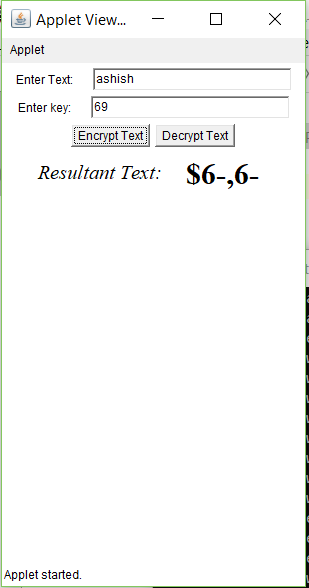 Applet View...
Applet
Enter Text: ashish
Enter key: 69
Encrypt Text Decrypt Text
Resultant Text: $6-,6-
Applet started.